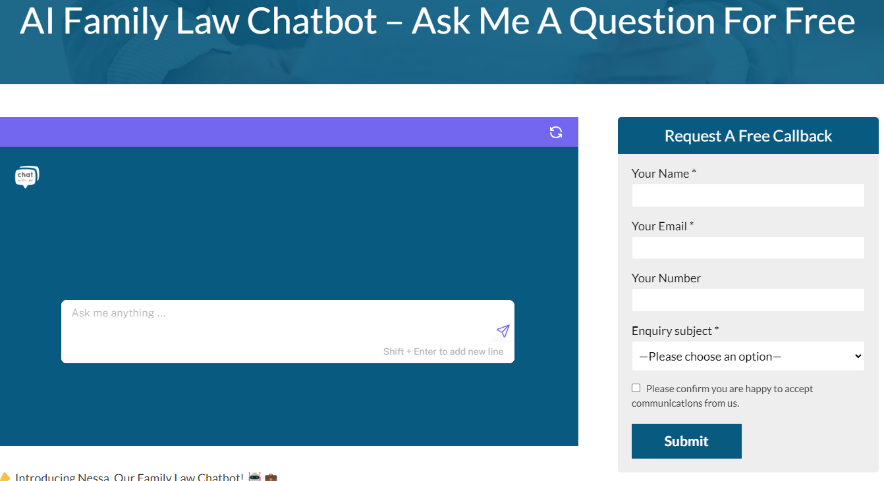 AI Family Law Chatbot – Ask Me A Question For Free
chat
Ask me anything ...
Shift + Enter to add new line
Request A Free Callback
Your Name *
Your Email *
Your Number
Enquiry subject *
—Please choose an option—
Please confirm you are happy to accept
communications from us.
Submit
Introducing Nessa, Our Family Law Chatbot!